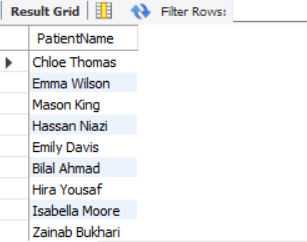 Result Grid Filter Rows:
PatientName
Chloe Thomas
Emma Wilson
Mason King
Hassan Niazi
Emily Davis
Bilal Ahmad
Hira Yousaf
Isabella Moore
Zainab Bukhari